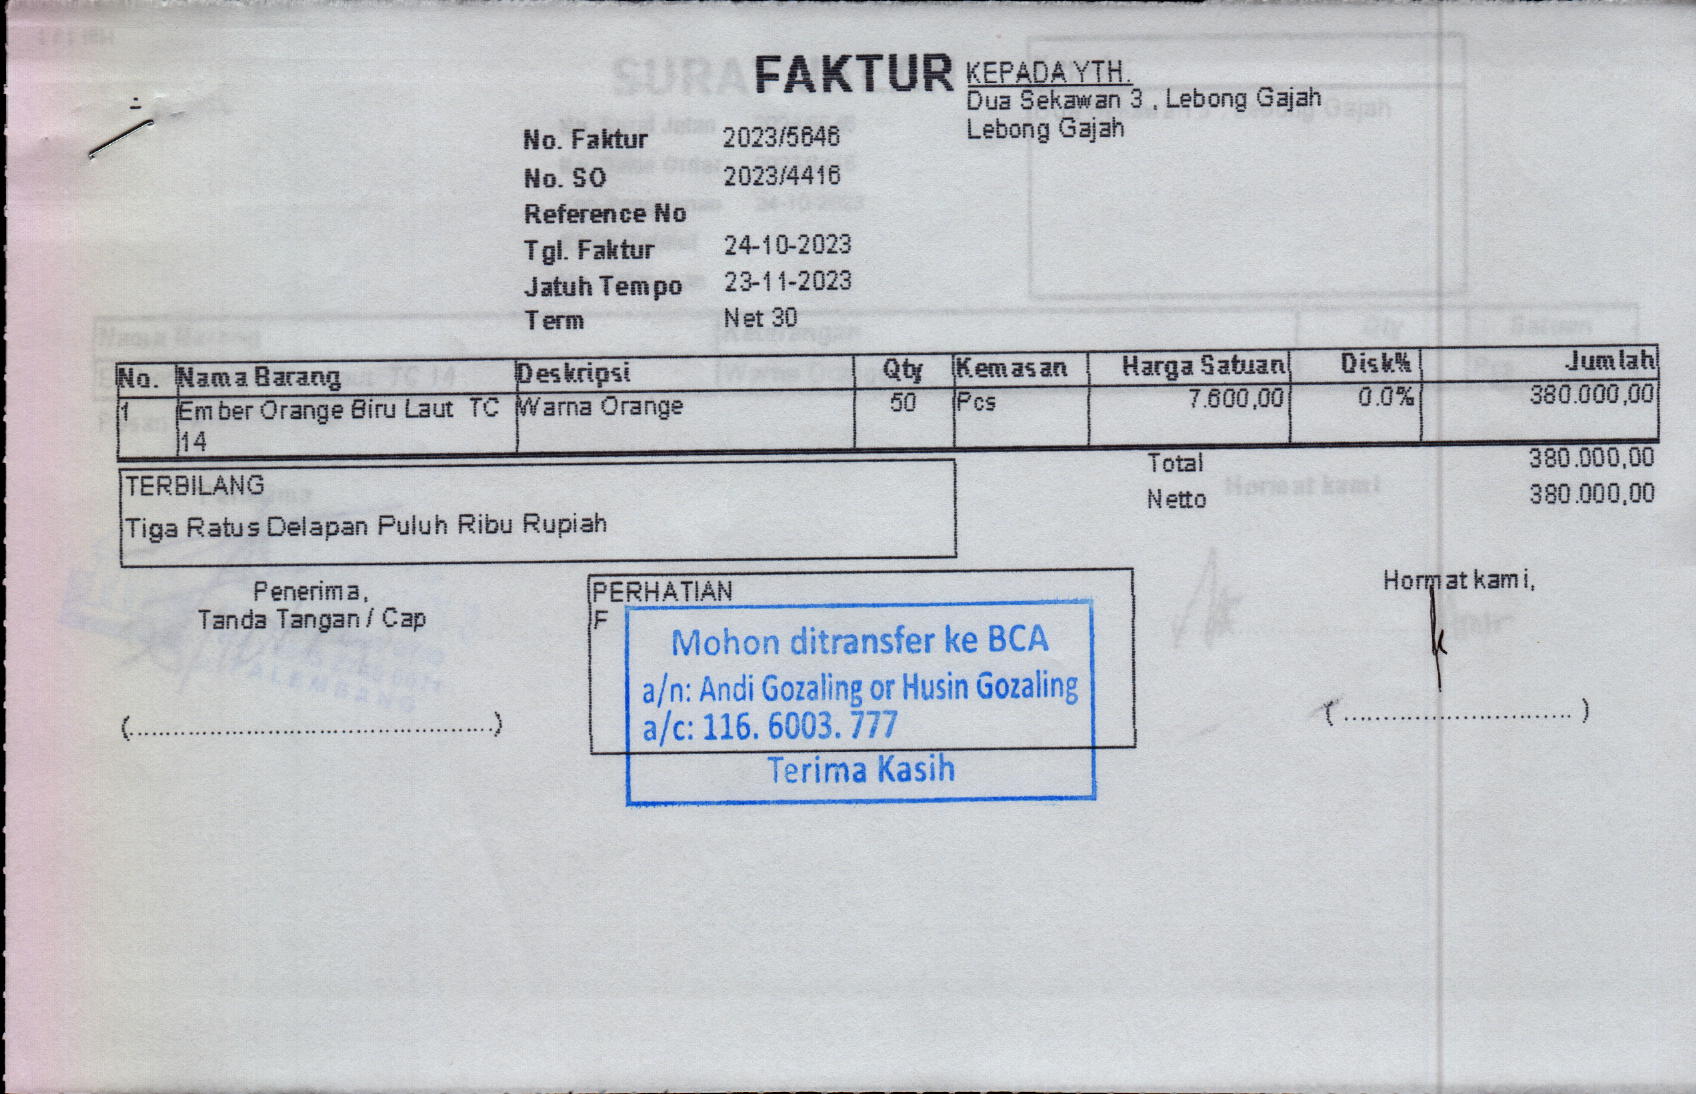 FAKTUR
KEPADA YTH.
Dua Sekawan 3 , Lebong Gajah
Lebong Gajah
No. Faktur 2023/5646
No. SO 2023/4416
Reference No
Tgl. Faktur 24-10-2023
Jatuh Tempo 23-11-2023
Term Net 30
No. Nama Barang Deskripsi Qty Kemasan Harga Satuan Disk% Jumlah
1 Ember Orange Biru Laut TC Warna Orange 50 Pcs 7.600,00 0.0% 380.000,00
14
Total 380.000,00
Netto 380.000,00
TERBILANG
Tiga Ratus Delapan Puluh Ribu Rupiah
Penerima,
Tanda Tangan / Cap
(............................................)
PERHATIAN
F
Mohon ditransfer ke BCA
a/n: Andi Gozaling or Husin Gozaling
a/c: 116. 6003. 777
Terima Kasih
Hormat kami,
(............................)